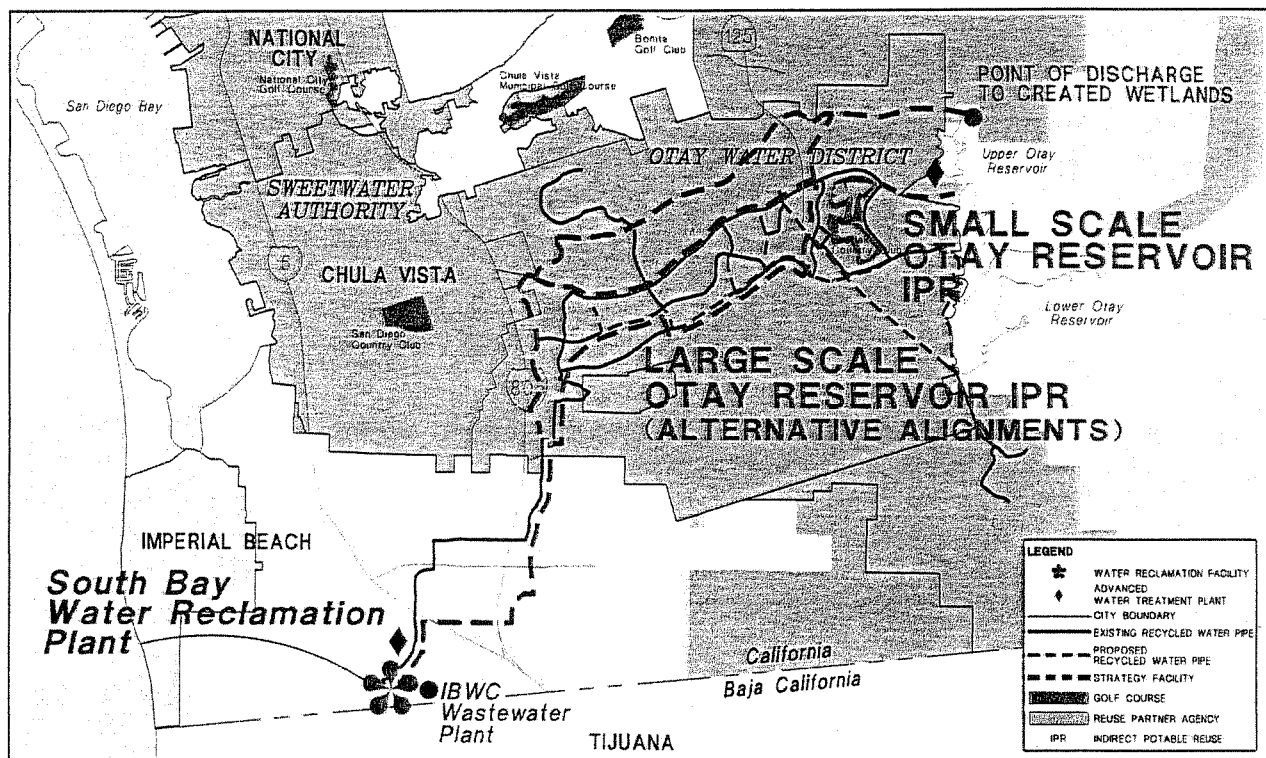 NATIONAL
CITY
National City
Golf Course
San Diego Bay
Bonita
Golf Club
125
Chula Vista
Municipal Golf Course
POINT OF DISCHARGE
TO CREATED WETLANDS
OTAY WATER DISTRICT
Upper Otay
Reservoir
SWEETWATER
AUTHORITY
5
CHULA VISTA
San Diego
Country Club
SMALL SCALE
OTAY RESERVOIR
IPR
Lower Otay
Reservoir
LARGE SCALE
OTAY RESERVOIR IPR
(ALTERNATIVE ALIGNMENTS)
IMPERIAL BEACH
South Bay
Water Reclamation
Plant
IBWC
Wastewater
Plant
California
Baja California
TIJUANA
LEGEND
WATER RECLAMATION FACILITY
ADVANCED
WATER TREATMENT PLANT
CITY BOUNDARY
EXISTING RECYCLED WATER PIPE
PROPOSED
RECYCLED WATER PIPE
STRATEGY FACILITY
GOLF COURSE
REUSE PARTNER AGENCY
IPR INDIRECT POTABLE REUSE